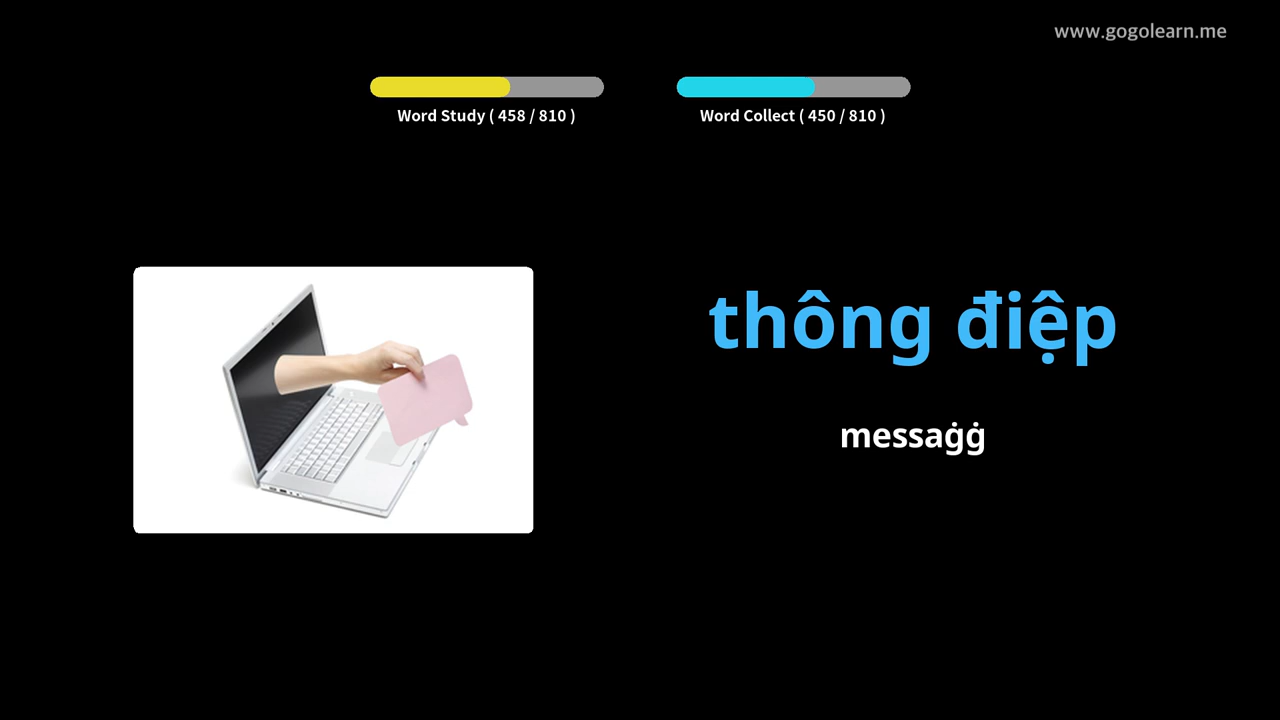 www.gogolearn.me
Word Study ( 458 / 810 )
Word Collect ( 450 / 810 )
thông điệp
messaġġ